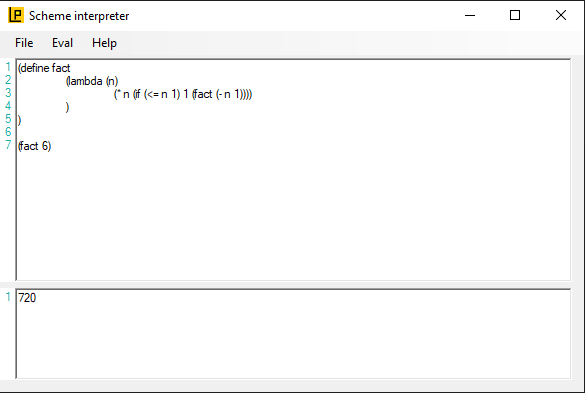 LP Scheme interpreter
File Eval Help
1 (define fact
2 (lambda (n)
3 (* n (if (<= n 1) 1 (fact (- n 1))))
4 )
5 )
6
7 (fact 6)
1 720